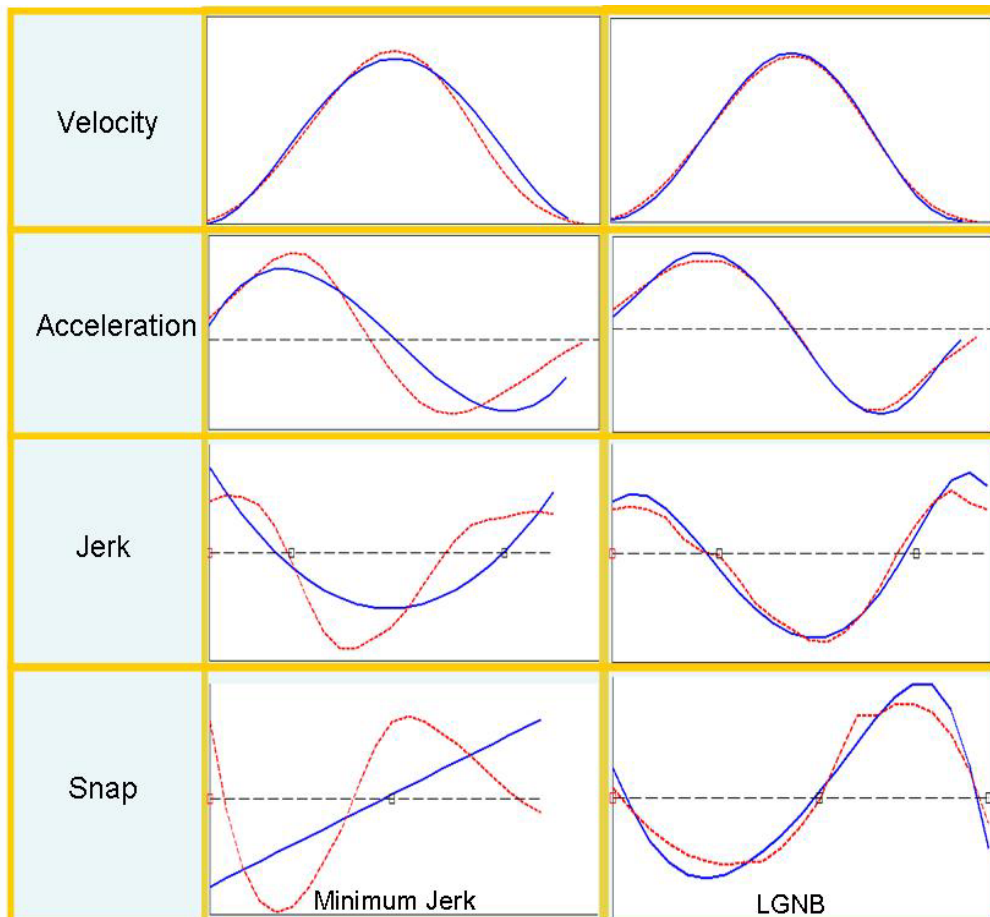 Velocity
Acceleration
Jerk
Snap
Minimum Jerk
LGNB